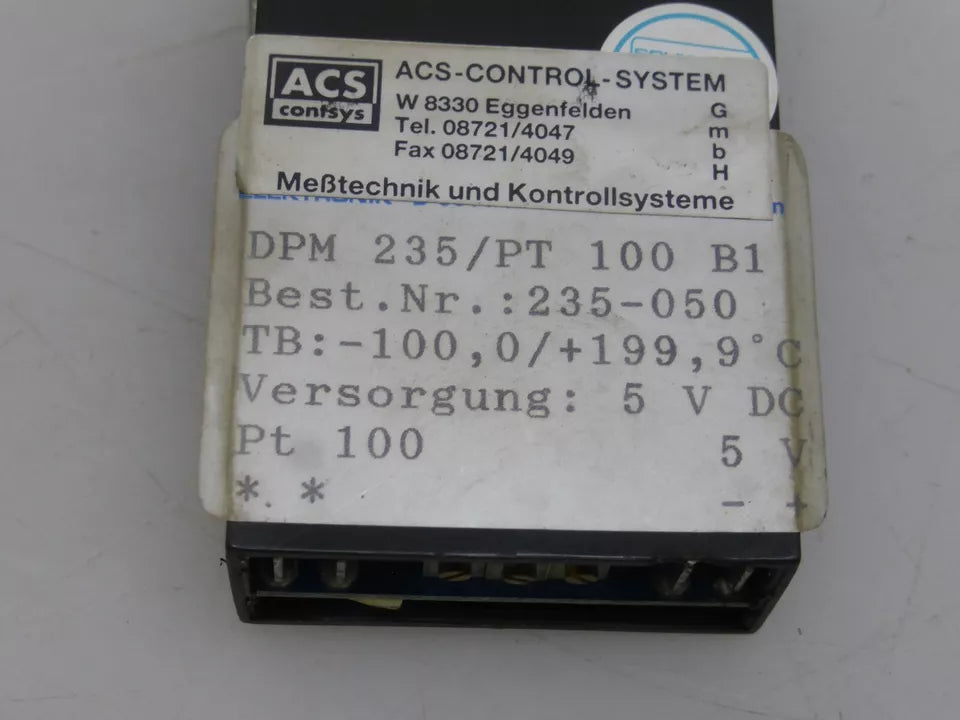 ACS
contsys
ACS-CONTROL-SYSTEM
W 8330 Eggenfelden
Tel. 08721/4047
Fax 08721/4049
G
m
b
H
Meßtechnik und Kontrollsysteme
DPM 235/PT 100 B1
Best.Nr.:235-050
TB:-100,0/+199,9°C
Versorgung: 5 V DC
Pt 100 5 V
*. * - +